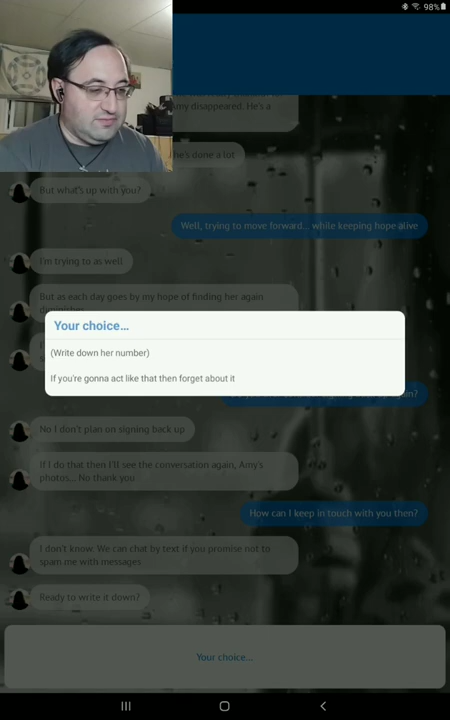 98%
Amy disappeared. He's a
he's done a lot
But what's up with you?
Well, trying to move forward... while keeping hope alive
I'm trying to as well
But as each day goes by my hope of finding her again
Your choice...
(Write down her number)
If you're gonna act like that then forget about it
No I don't plan on signing back up
If I do that then I'll see the conversation again, Amy's
photos... No thank you
How can I keep in touch with you then?
I don't know. We can chat by text if you promise not to
spam me with messages
Ready to write it down?
Your choice...